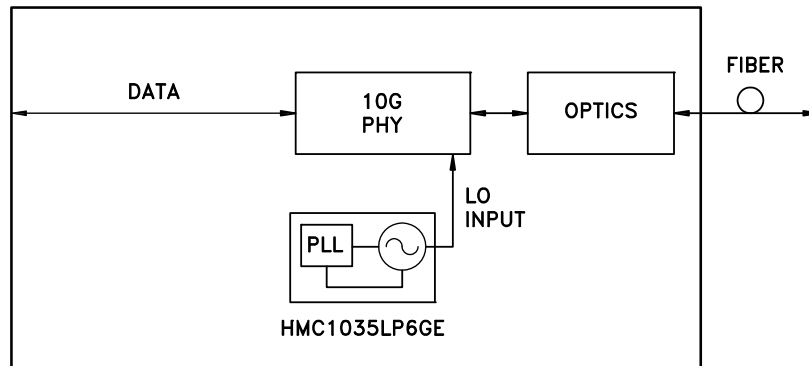 FIBER
DATA
10G
PHY
OPTICS
LO
INPUT
PLL
HMC1035LP6GE